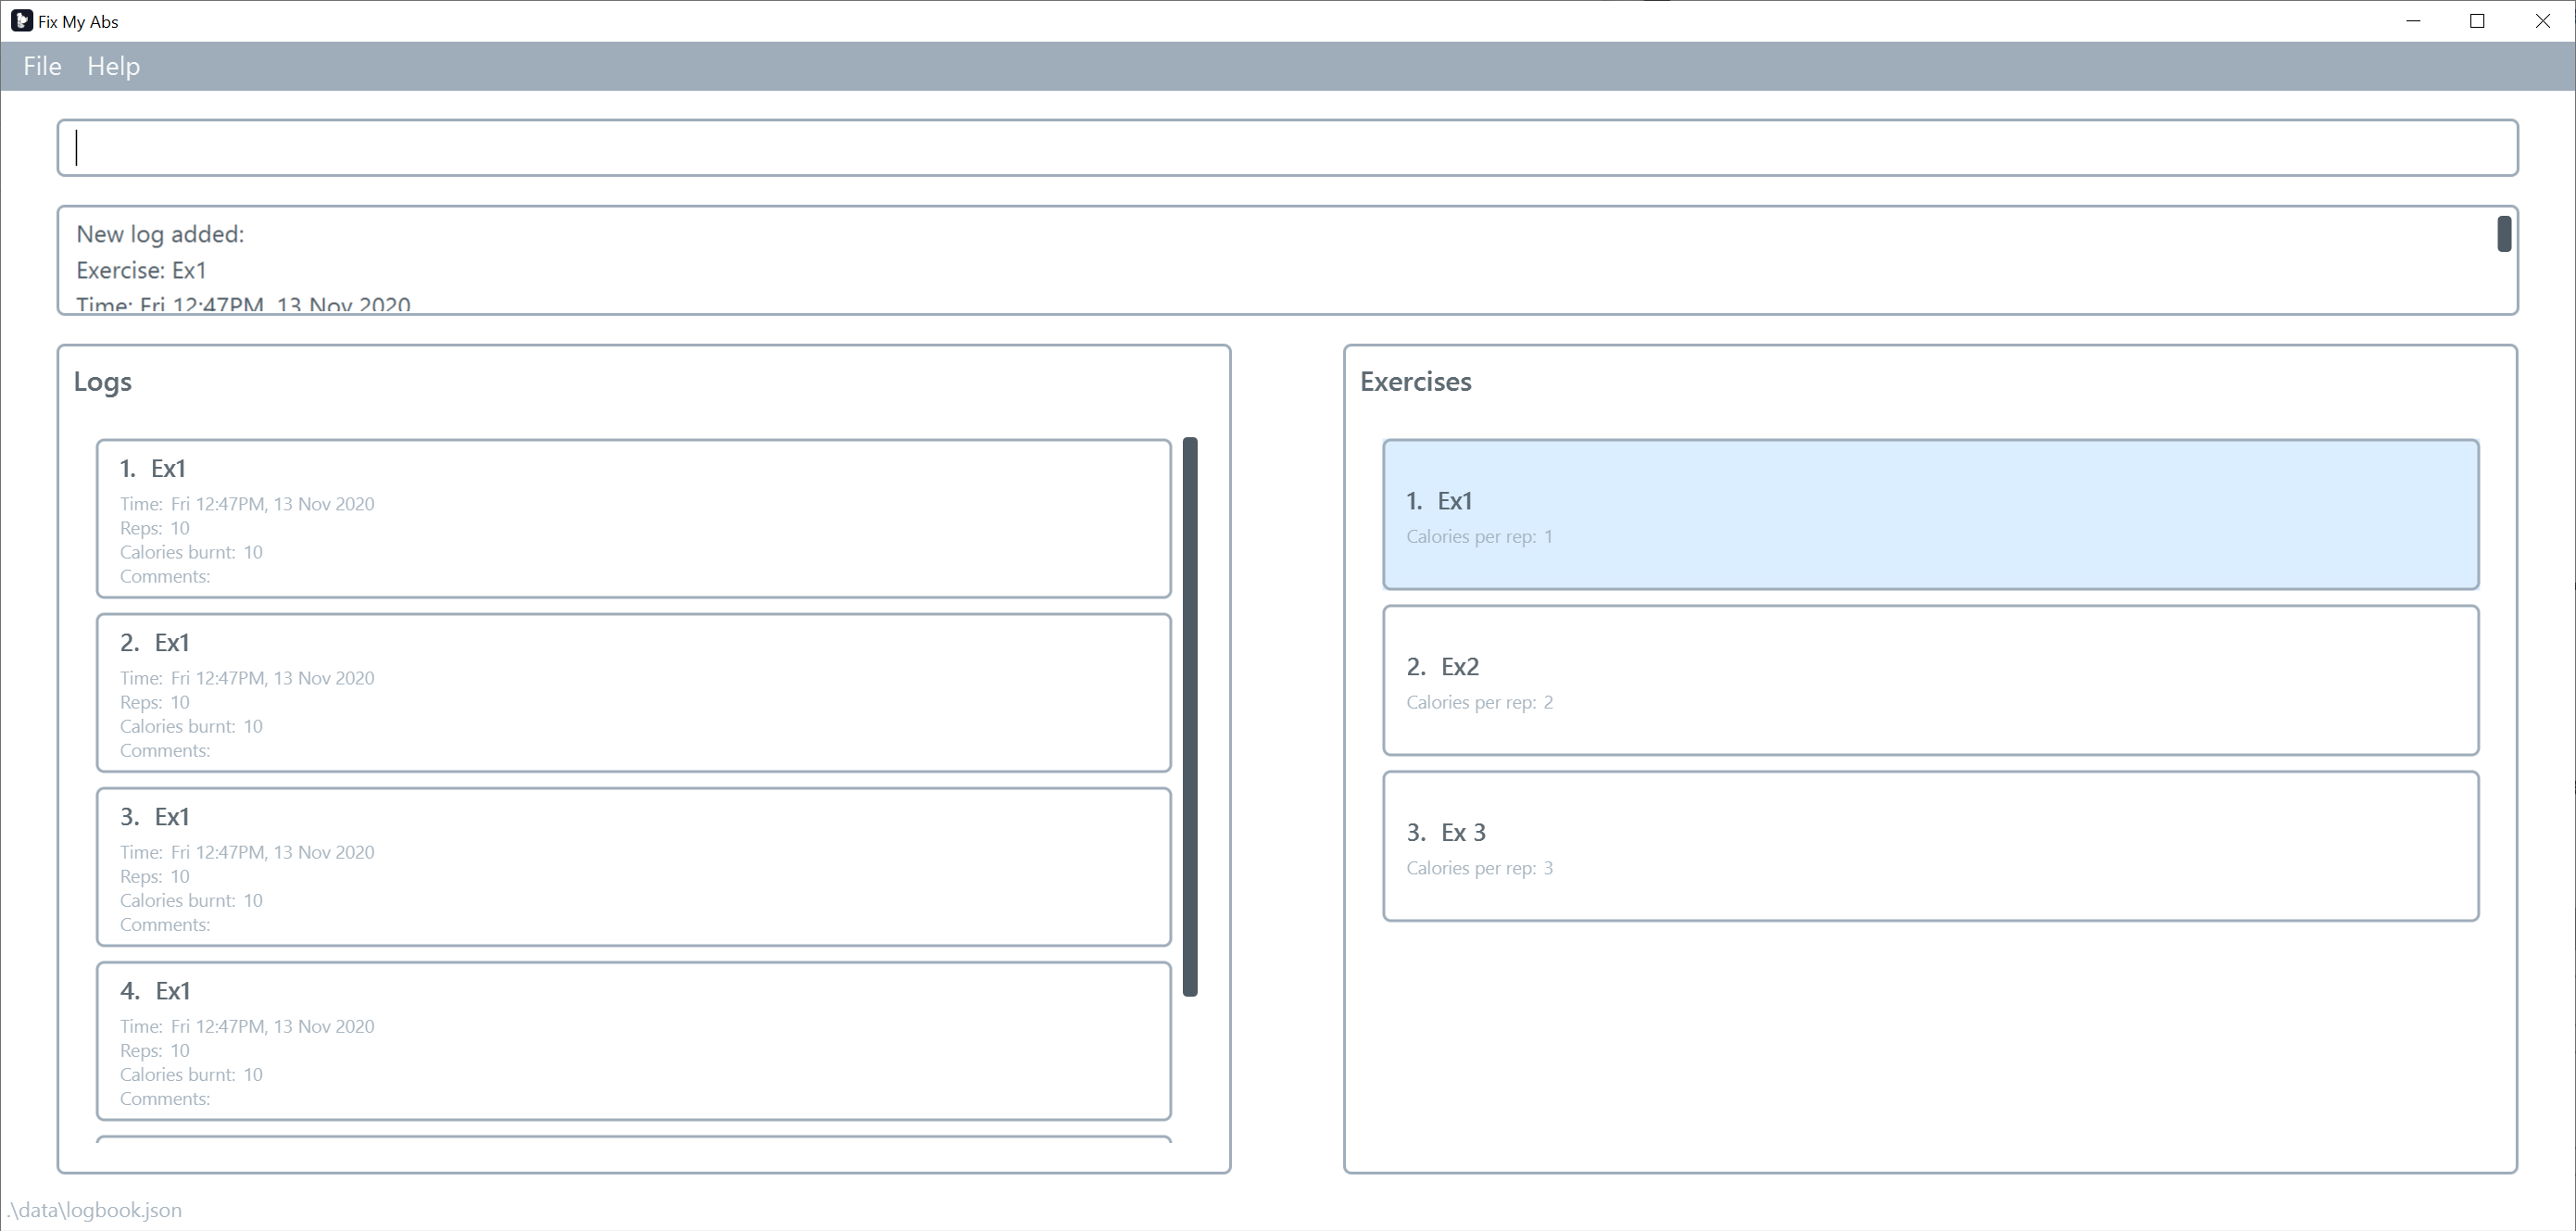 Fix My Abs
File Help
New log added:
Exercise: Ex1
Time: Fri 12:47PM, 13 Nov 2020
Logs
1. Ex1
Time: Fri 12:47PM, 13 Nov 2020
Reps: 10
Calories burnt: 10
Comments:
2. Ex1
Time: Fri 12:47PM, 13 Nov 2020
Reps: 10
Calories burnt: 10
Comments:
3. Ex1
Time: Fri 12:47PM, 13 Nov 2020
Reps: 10
Calories burnt: 10
Comments:
4. Ex1
Time: Fri 12:47PM, 13 Nov 2020
Reps: 10
Calories burnt: 10
Comments:
Exercises
1. Ex1
Calories per rep: 1
2. Ex2
Calories per rep: 2
3. Ex 3
Calories per rep: 3
.\data\logbook.json